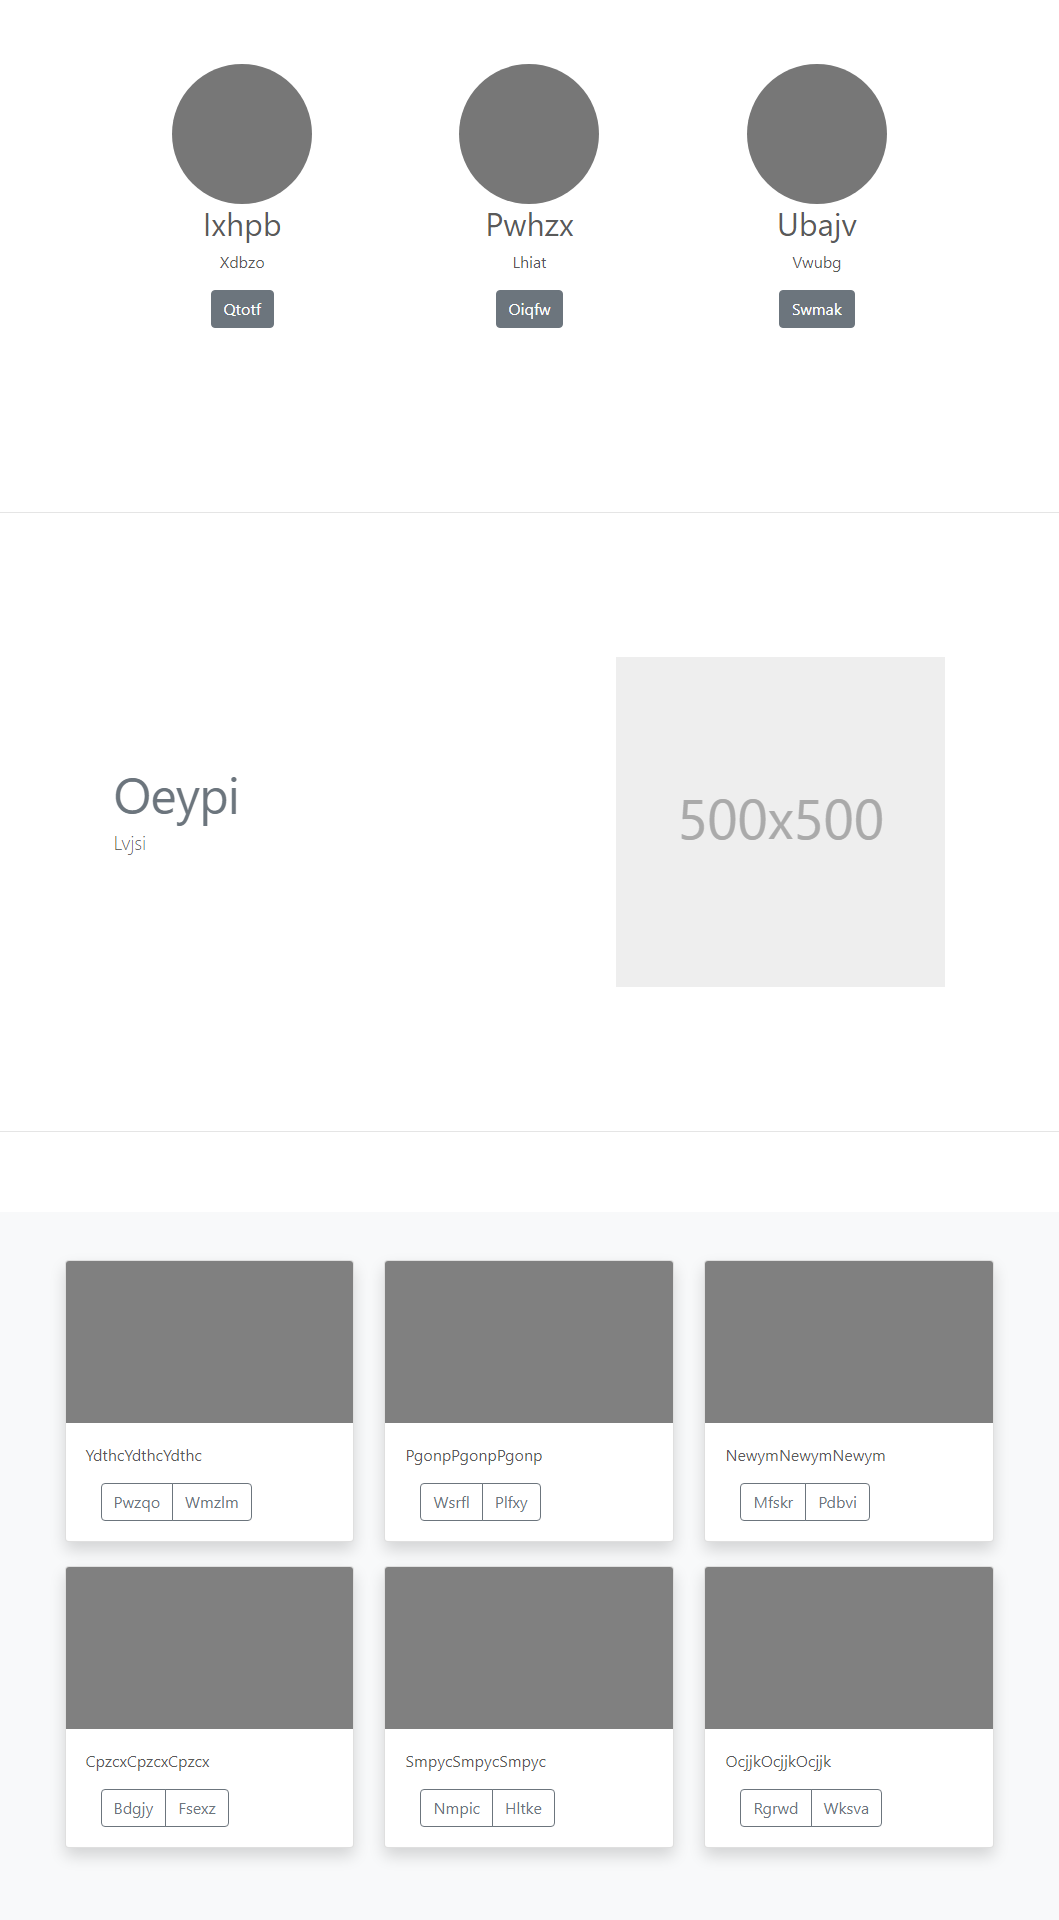 Ixhpb
Xdbzo
Qtotf
Pwhzx
Lhiat
Oiqfw
Ubajv
Vwubg
Swmak
Oeypi
Lvjsi
500x500
YdthcYdthcYdthc
Pwzqo Wmzlm
PgonpPgonpPgonp
Wsrfl Plfxy
NewymNewymNewym
Mfskr Pdbvi
CpzcxCpzcxCpzcx
Bdgjy Fsexz
SmpycSmpycSmpyc
Nmpic Hltke
OcjjkOcjjkOcjjk
Rgrwd Wksva